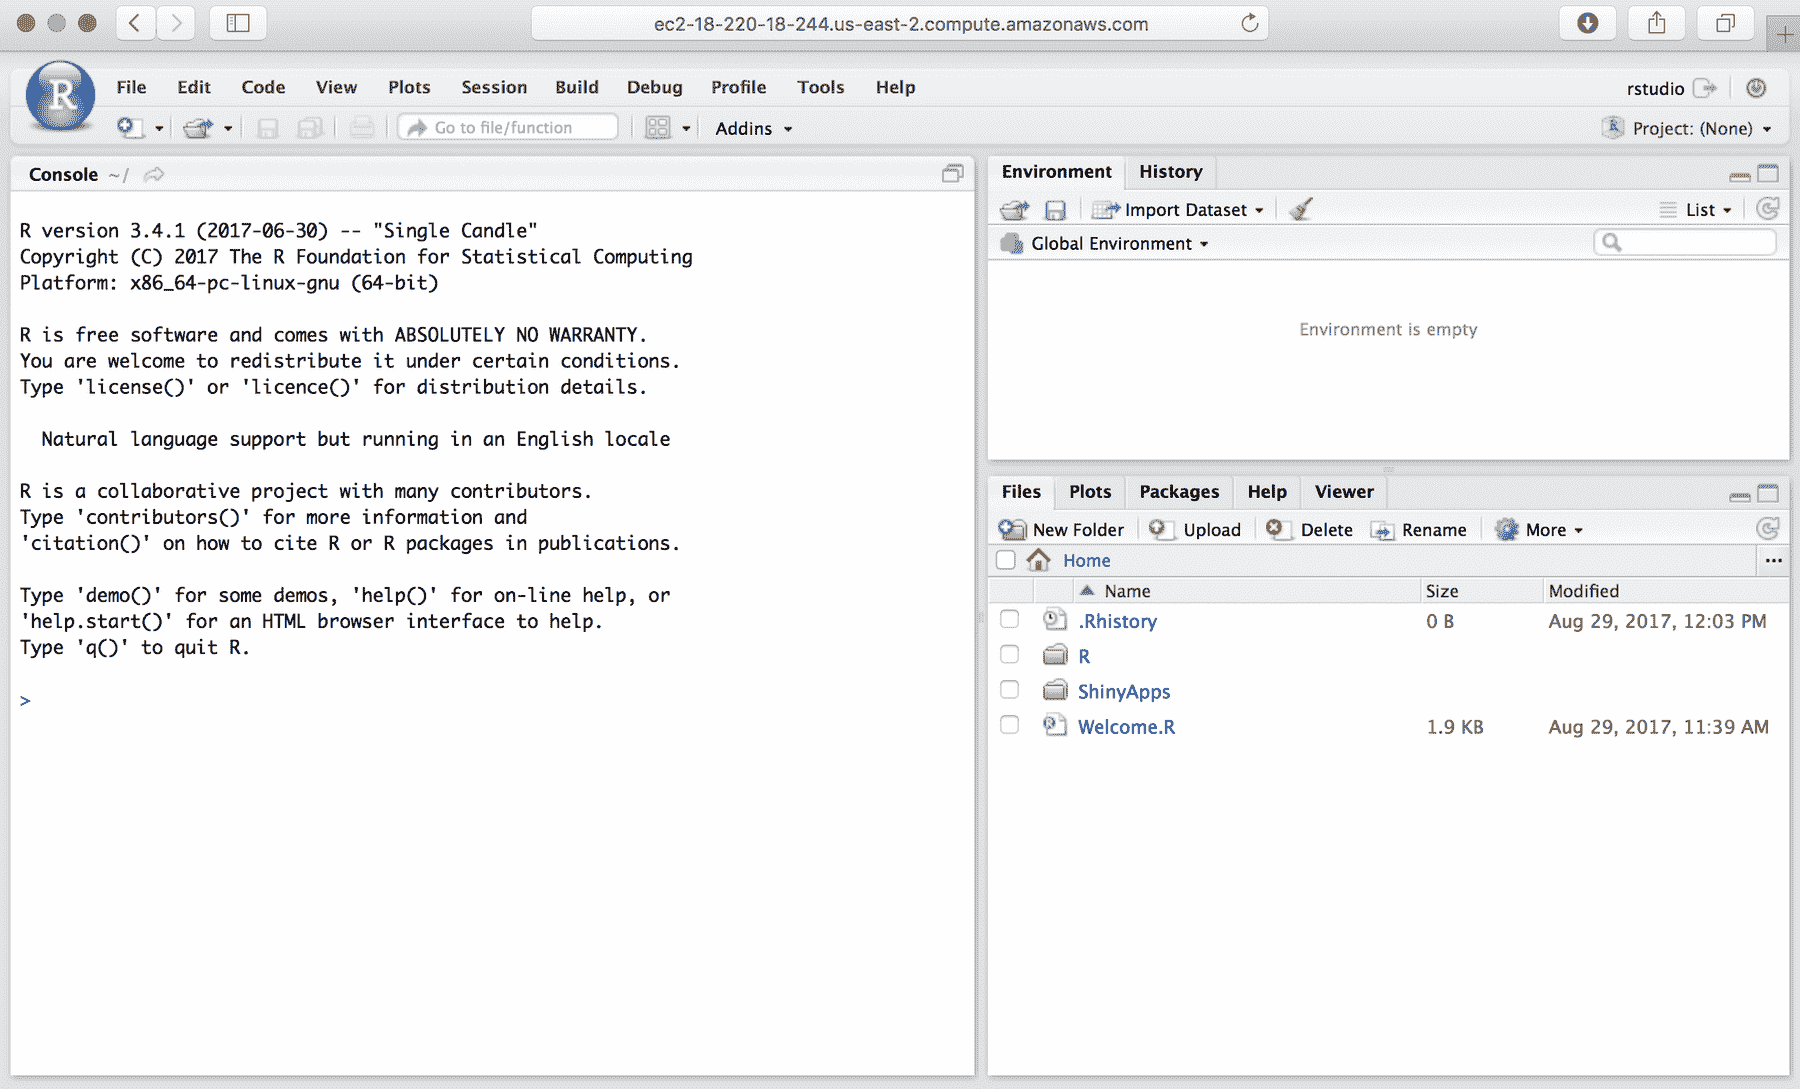 ec2-18-220-18-244.us-east-2.compute.amazonaws.com
R
File Edit Code View Plots Session Build Debug Profile Tools Help
rstudio
Go to file/function
Addins
R Project: (None)
Console ~/
R version 3.4.1 (2017-06-30) -- "Single Candle"
Copyright (C) 2017 The R Foundation for Statistical Computing
Platform: x86_64-pc-linux-gnu (64-bit)
R is free software and comes with ABSOLUTELY NO WARRANTY.
You are welcome to redistribute it under certain conditions.
Type 'license()' or 'licence()' for distribution details.
Natural language support but running in an English locale
R is a collaborative project with many contributors.
Type 'contributors()' for more information and
'citation()' on how to cite R or R packages in publications.
Type 'demo()' for some demos, 'help()' for on-line help, or
'help.start()' for an HTML browser interface to help.
Type 'q()' to quit R.
>
Environment History
Import Dataset
List
Global Environment
Environment is empty
Files Plots Packages Help Viewer
New Folder Upload Delete Rename More
Home ...
Name Size Modified
.Rhistory 0 B Aug 29, 2017, 12:03 PM
R
ShinyApps
Welcome.R 1.9 KB Aug 29, 2017, 11:39 AM